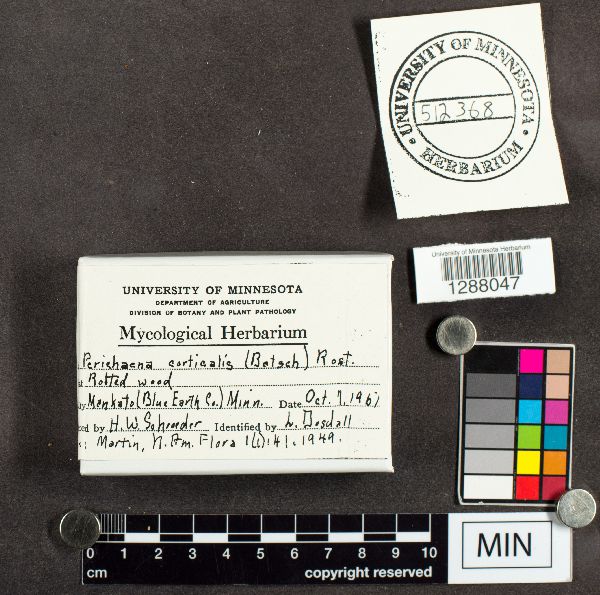 UNIVERSITY OF MINNESOTA
512368
HERBARIUM
University of Minnesota Herbarium
1288047
UNIVERSITY OF MINNESOTA
DEPARTMENT OF AGRICULTURE
DIVISION OF BOTANY AND PLANT PATHOLOGY
Mycological Herbarium
Perichaena corticalis (Batsch) Rost.
Rotted wood
Mankato (Blue Earth Co.) Minn. Date Oct. 7, 1961
by H.W Schroeder Identified by L. Dosdall
Martin, N. Am. Flora 1(1):41. 1949.
0 1 2 3 4 5 6 7 8 9 10
cm copyright reserved
MIN